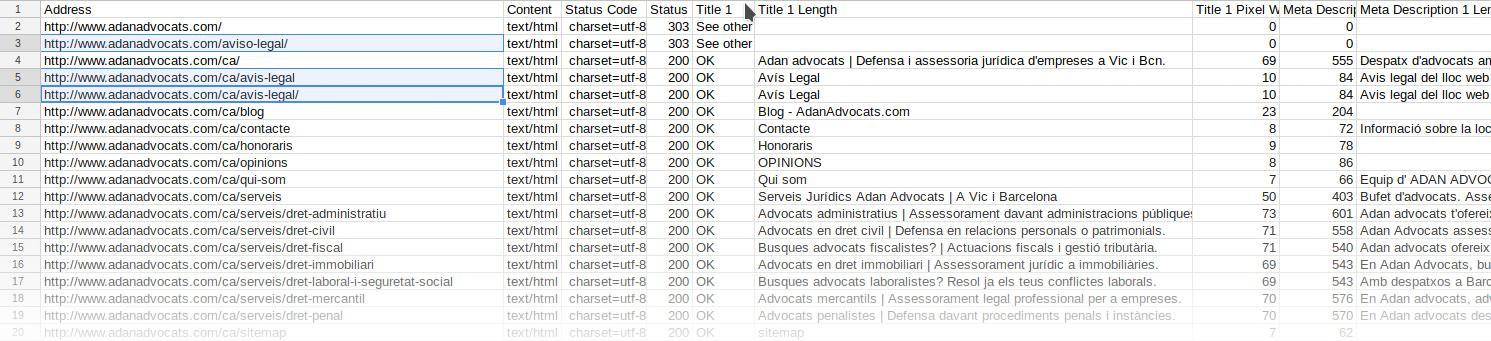 1 Address Content Status Code Status Title 1 Title 1 Length Title 1 Pixel W Meta Descrip Meta Description 1 Len
2 http://www.adanadvocats.com/ text/html charset=utf-8 303 See other 0 0
3 http://www.adanadvocats.com/aviso-legal/ text/html charset=utf-8 303 See other 0 0
4 http://www.adanadvocats.com/ca/ text/html charset=utf-8 200 OK Adan advocats | Defensa i assessoria jurídica d'empreses a Vic i Bcn. 69 555 Despatx d'advocats am
5 http://www.adanadvocats.com/ca/avis-legal text/html charset=utf-8 200 OK Avís Legal 10 84 Avis legal del lloc web
6 http://www.adanadvocats.com/ca/avis-legal/ text/html charset=utf-8 200 OK Avís Legal 10 84 Avis legal del lloc web
7 http://www.adanadvocats.com/ca/blog text/html charset=utf-8 200 OK Blog - AdanAdvocats.com 23 204
8 http://www.adanadvocats.com/ca/contacte text/html charset=utf-8 200 OK Contacte 8 72 Informació sobre la loc
9 http://www.adanadvocats.com/ca/honoraris text/html charset=utf-8 200 OK Honoraris 9 78
10 http://www.adanadvocats.com/ca/opinions text/html charset=utf-8 200 OK OPINIONS 8 86
11 http://www.adanadvocats.com/ca/qui-som text/html charset=utf-8 200 OK Qui som 7 66 Equip d' ADAN ADVOC
12 http://www.adanadvocats.com/ca/serveis text/html charset=utf-8 200 OK Serveis Jurídics Adan Advocats | A Vic i Barcelona 50 403 Bufet d'advocats. Asse
13 http://www.adanadvocats.com/ca/serveis/dret-administratiu text/html charset=utf-8 200 OK Advocats administratius | Assessorament davant administracions públiques 73 601 Adan advocats t'oferei
14 http://www.adanadvocats.com/ca/serveis/dret-civil text/html charset=utf-8 200 OK Advocats en dret civil | Defensa en relacions personals o patrimonials. 71 558 Adan Advocats assess
15 http://www.adanadvocats.com/ca/serveis/dret-fiscal text/html charset=utf-8 200 OK Busques advocats fiscalistes? | Actuacions fiscals i gestió tributària. 71 540 Adan advocats ofereix
16 http://www.adanadvocats.com/ca/serveis/dret-immobiliari text/html charset=utf-8 200 OK Advocats en dret immobiliari | Assessorament jurídic a immobiliàries. 69 543 En Adan Advocats, bu
17 http://www.adanadvocats.com/ca/serveis/dret-laboral-i-seguretat-social text/html charset=utf-8 200 OK Busques advocats laboralistes? Resol ja els teus conflictes laborals. 69 543 Amb despatxos a Barc
18 http://www.adanadvocats.com/ca/serveis/dret-mercantil text/html charset=utf-8 200 OK Advocats mercantils | Assessorament legal professional per a empreses. 70 576 En Adan advocats, adv
19 http://www.adanadvocats.com/ca/serveis/dret-penal text/html charset=utf-8 200 OK Advocats penalistes | Defensa davant procediments penals i instàncies. 70 570 En Adan advocats des
20 http://www.adanadvocats.com/ca/sitemap text/html charset=utf-8 200 OK sitemap 7 62